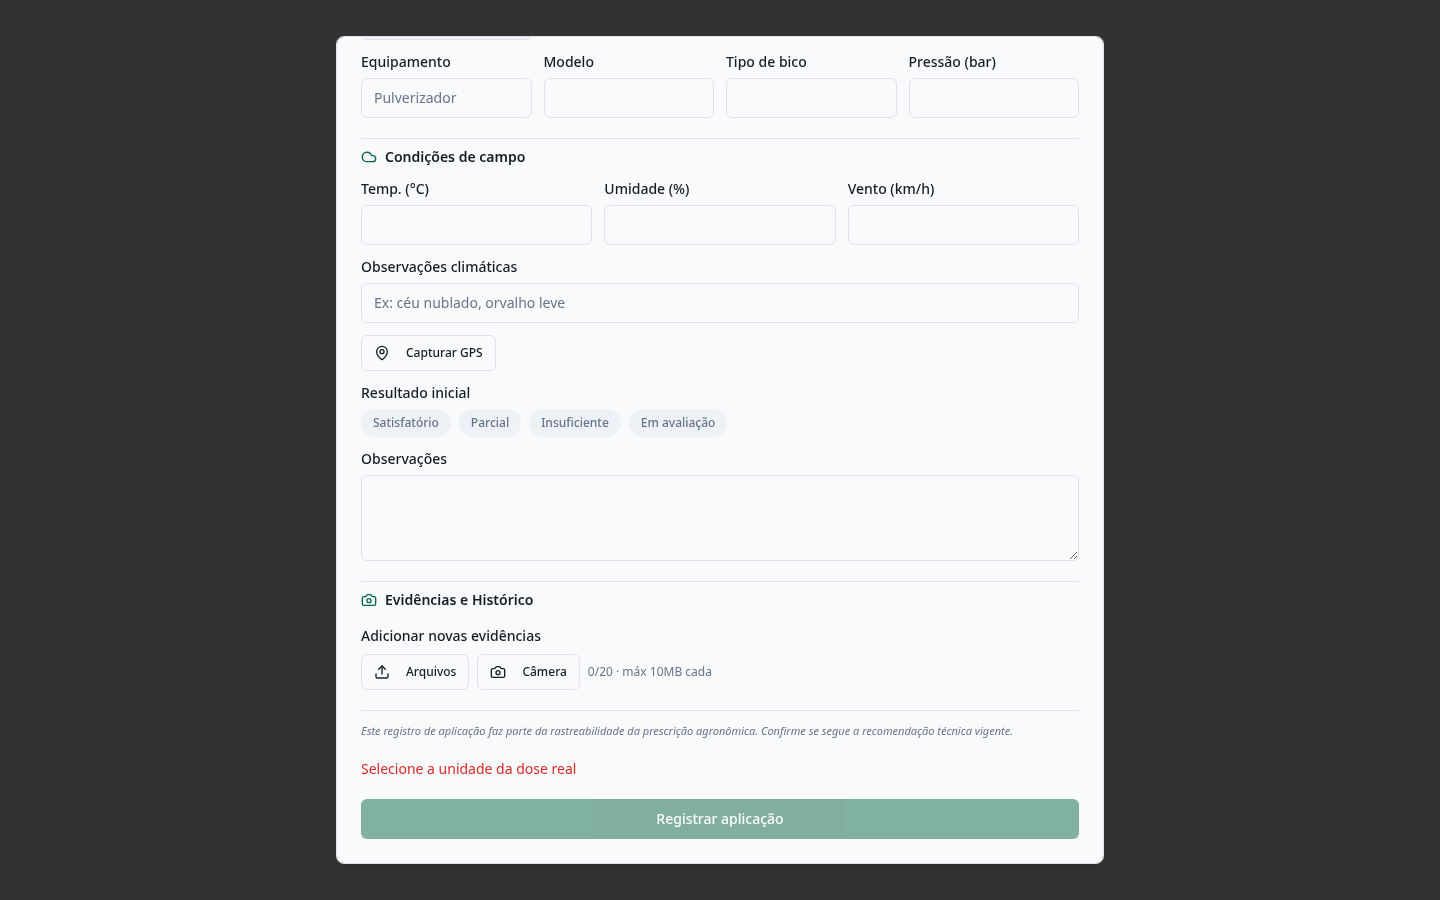 Equipamento
Modelo
Tipo de bico
Pressão (bar)
Pulverizador
Condições de campo
Temp. (°C)
Umidade (%)
Vento (km/h)
Observações climáticas
Ex: céu nublado, orvalho leve
Capturar GPS
Resultado inicial
Satisfatório
Parcial
Insuficiente
Em avaliação
Observações
Evidências e Histórico
Adicionar novas evidências
Arquivos
Câmera
0/20 · máx 10MB cada
Este registro de aplicação faz parte da rastreabilidade da prescrição agronômica. Confirme se segue a recomendação técnica vigente.
Selecione a unidade da dose real
Registrar aplicação